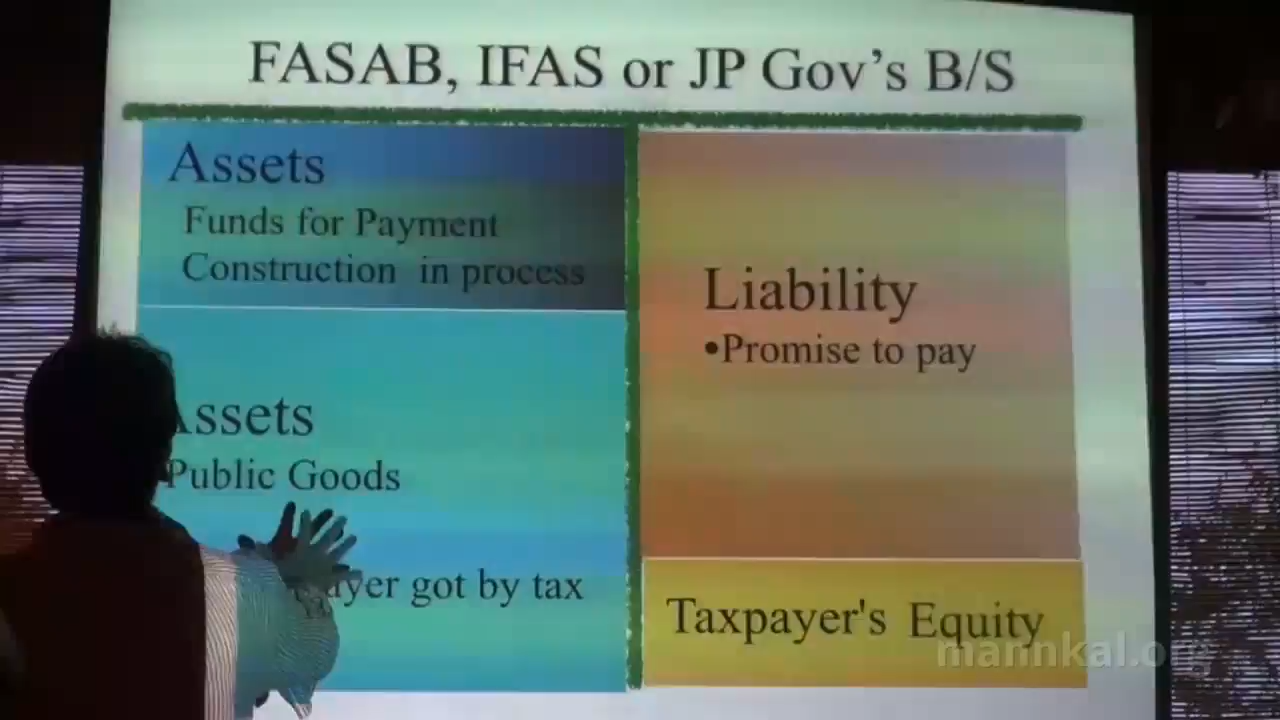 FASAB, IFAS or JP Gov's B/S
Assets
Funds for Payment
Construction in process
Assets
Public Goods
got by tax
Liability
•Promise to pay
Taxpayer's Equity
mannkal.org